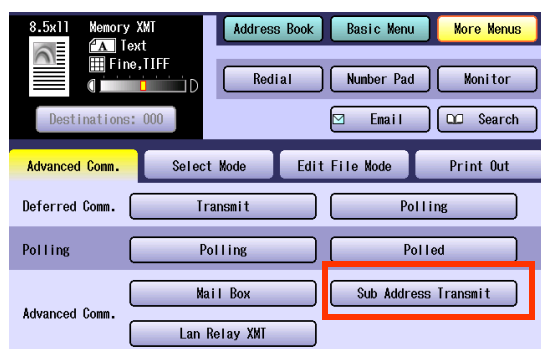 8.5x11 Memory XMT Address Book Basic Menu More Menus
A Text
Fine,TIFF
Redial Number Pad Monitor
D
Destinations: 000 Email Search
Advanced Comm. Select Mode Edit File Mode Print Out
Deferred Comm. Transmit Polling
Polling Polling Polled
Mail Box Sub Address Transmit
Advanced Comm.
Lan Relay XMT